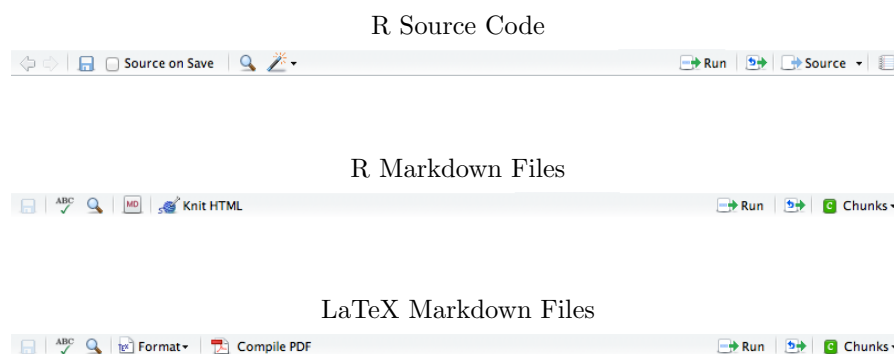 R Source Code
Source on Save Run Source
R Markdown Files
ABC MD Knit HTML Run C Chunks
LaTeX Markdown Files
ABC TEX Format Compile PDF Run C Chunks